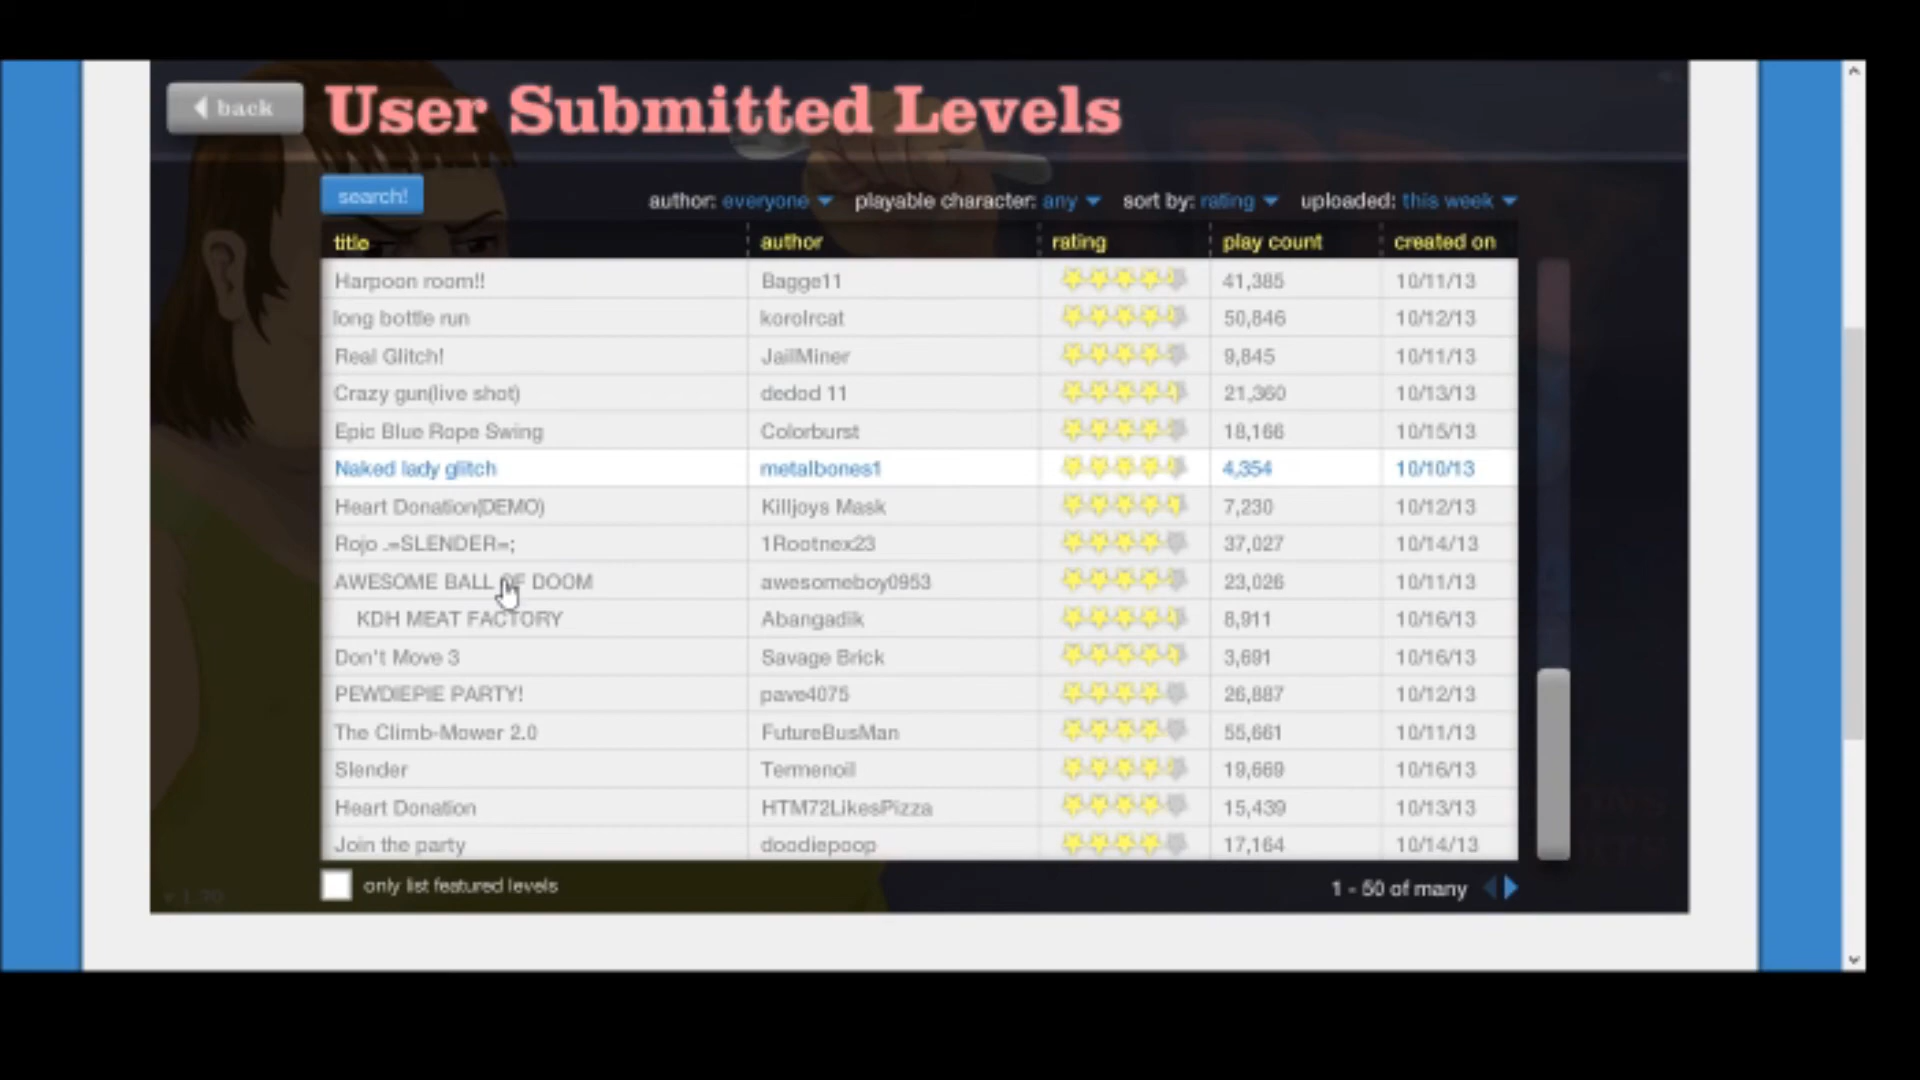 back
User Submitted Levels
search!
author: everyone playable character: any sort by: rating uploaded: this week
title author rating play count created on
Harpoon room!! Bagge11 41,385 10/11/13
long bottle run korolrcat 50,846 10/12/13
Real Glitch! JailMiner 9,845 10/11/13
Crazy gun(live shot) dedod 11 21,360 10/13/13
Epic Blue Rope Swing Colorburst 18,166 10/15/13
Naked lady glitch metalbones1 4,354 10/10/13
Heart Donation(DEMO) Killjoys Mask 7,230 10/12/13
Rojo .=SLENDER=; 1Rootnex23 37,027 10/14/13
AWESOME BALL OF DOOM awesomeboy0953 23,026 10/11/13
KDH MEAT FACTORY Abangadik 8,911 10/16/13
Don't Move 3 Savage Brick 3,691 10/16/13
PEWDIEPIE PARTY! pave4075 26,887 10/12/13
The Climb-Mower 2.0 FutureBusMan 55,661 10/11/13
Slender Termenoil 19,669 10/16/13
Heart Donation HTM72LikesPizza 15,439 10/13/13
Join the party doodiepoop 17,164 10/14/13
only list featured levels
1 - 50 of many